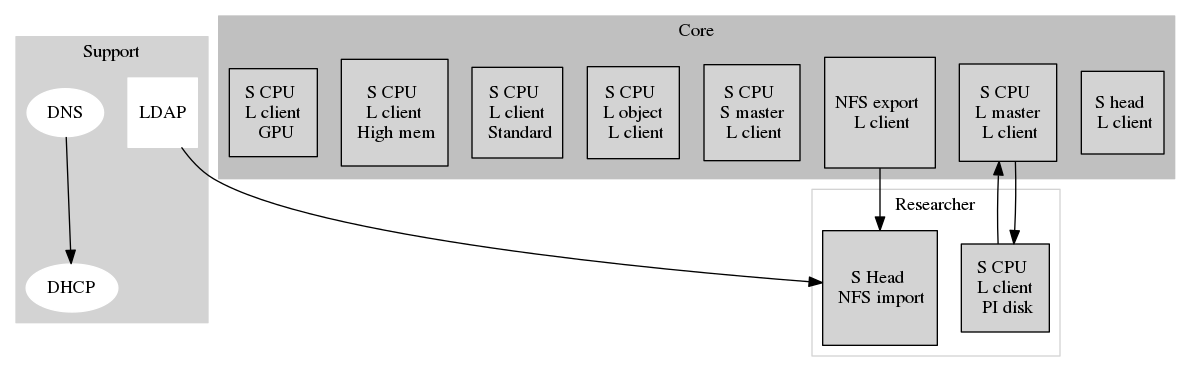 Support
DNS
LDAP
DHCP
Core
S CPU
L client
GPU
S CPU
L client
High mem
S CPU
L client
Standard
S CPU
L object
L client
S CPU
S master
L client
NFS export
L client
S CPU
L master
L client
S head
L client
Researcher
S Head
NFS import
S CPU
L client
PI disk